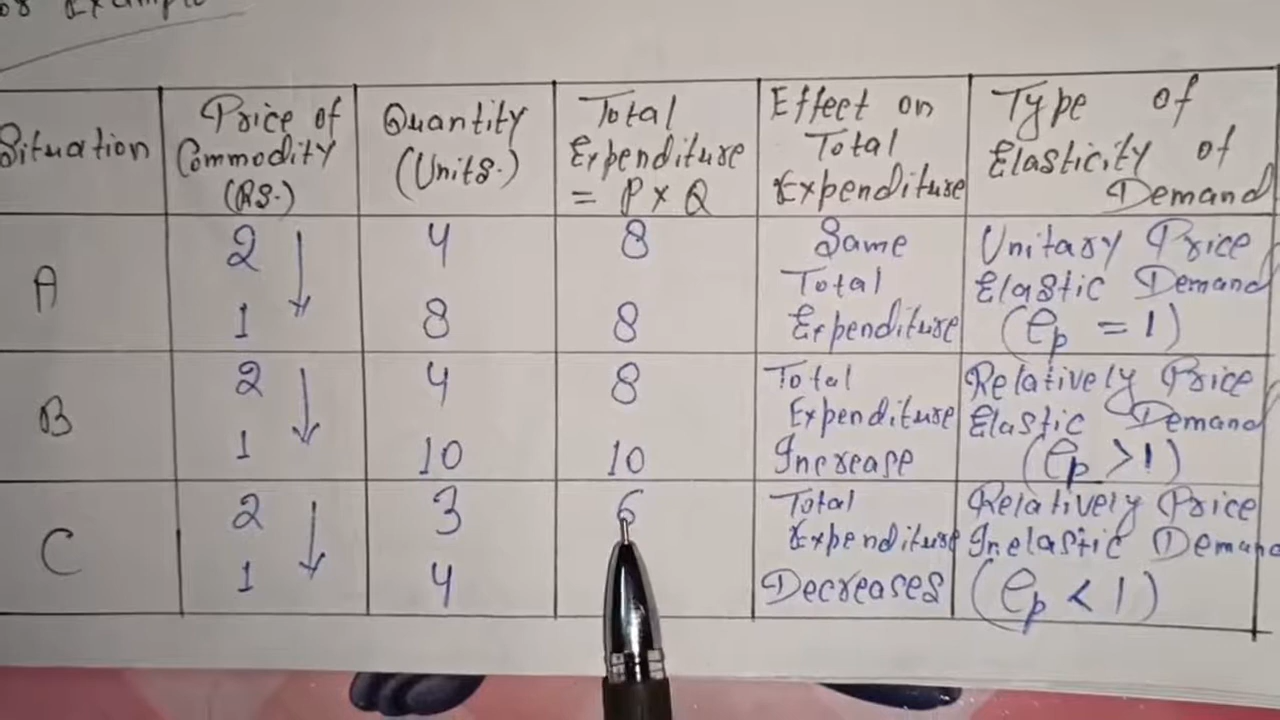 Example
Situation
Price of
Commodity
(RS.)
Quantity
(Units.)
Total
Expenditure
= P × Q
Effect on
Total
Expenditure
Type of
Elasticity of
Demand
A
2 4 8
1 8 8
Same
Total
Expenditure
Unitary Price
Elastic Demand
(ep = 1)
B
2 4 8
1 10 10
Total
Expenditure
Increase
Relatively Price
Elastic Demand
(ep > 1)
C
2 3 6
1 4
Total
Expenditure
Decreases
Relatively Price
Inelastic Deman
(ep < 1)